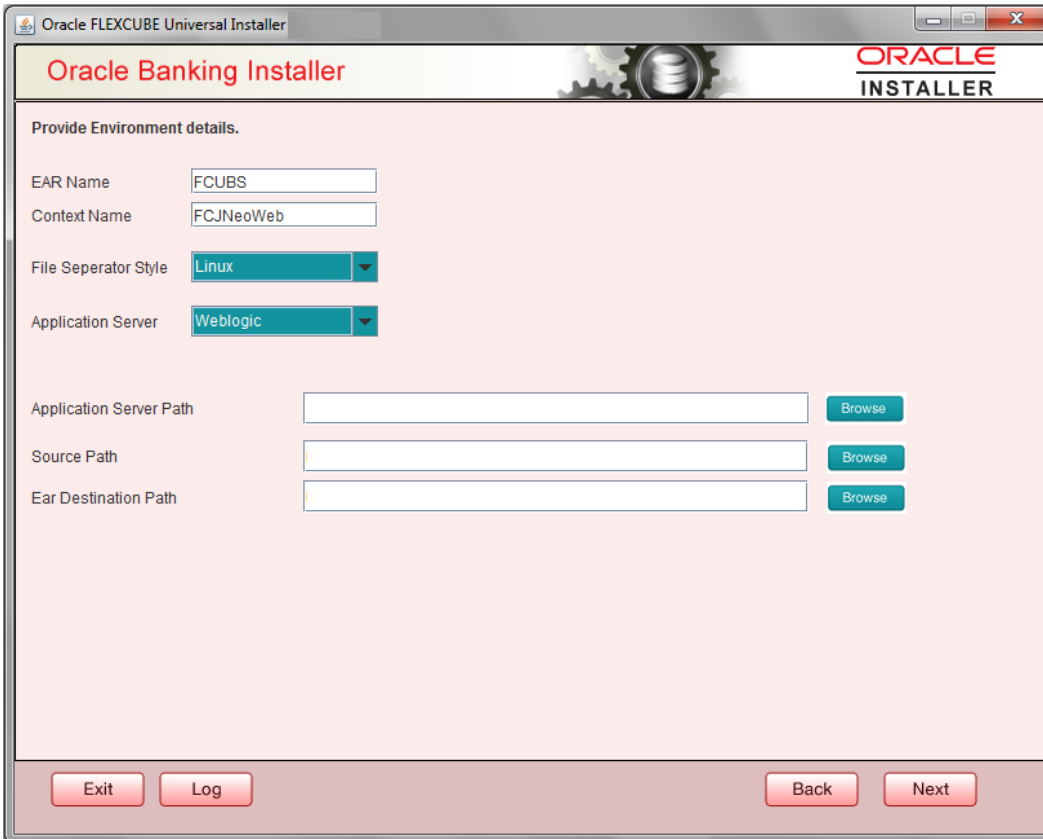 Oracle FLEXCUBE Universal Installer
Oracle Banking Installer
ORACLE
INSTALLER
Provide Environment details.
EAR Name FCUBS
Context Name FCJNeoWeb
File Seperator Style Linux
Application Server Weblogic
Application Server Path Browse
Source Path Browse
Ear Destination Path Browse
Exit Log Back Next